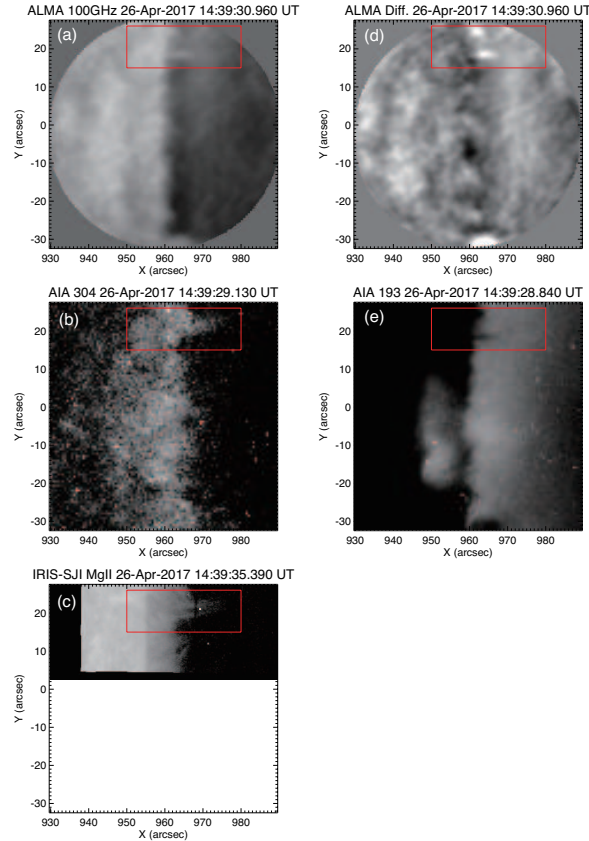 ALMA 100GHz 26-Apr-2017 14:39:30.960 UT
(a)
20
10
0
-10
-20
-30
Y (arcsec)
930 940 950 960 970 980
X (arcsec)
ALMA Diff. 26-Apr-2017 14:39:30.960 UT
(d)
20
10
0
-10
-20
-30
Y (arcsec)
930 940 950 960 970 980
X (arcsec)
AIA 304 26-Apr-2017 14:39:29.130 UT
(b)
20
10
0
-10
-20
-30
Y (arcsec)
930 940 950 960 970 980
X (arcsec)
AIA 193 26-Apr-2017 14:39:28.840 UT
(e)
20
10
0
-10
-20
-30
Y (arcsec)
930 940 950 960 970 980
X (arcsec)
IRIS-SJI MgII 26-Apr-2017 14:39:35.390 UT
(c)
20
10
0
-10
-20
-30
Y (arcsec)
930 940 950 960 970 980
X (arcsec)